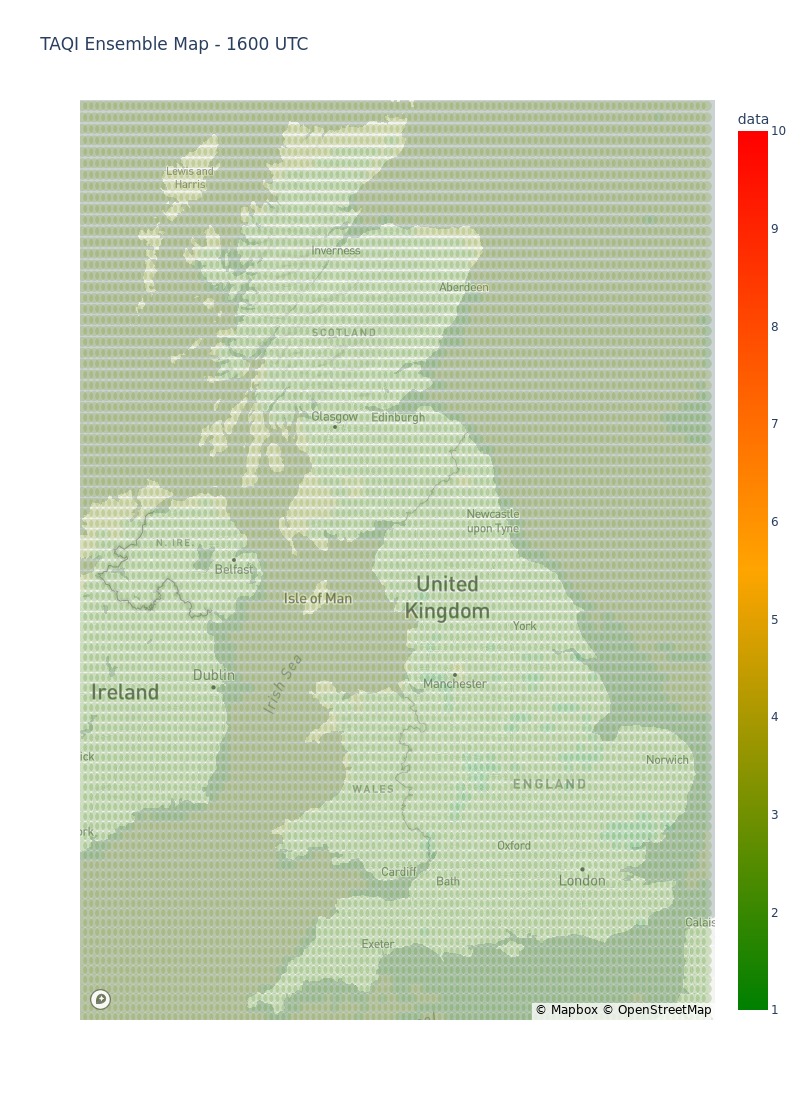 TAQI Ensemble Map - 1600 UTC
data
10
9
8
7
6
5
4
3
2
1
Lewis and
Harris
Inverness
Aberdeen
SCOTLAND
Glasgow
Edinburgh
Newcastle
upon Tyne
N. IRE.
Belfast
Isle of Man
United
Kingdom
York
Dublin
Irish Sea
Manchester
Ireland
ick
Norwich
WALES
ENGLAND
rk
Oxford
Cardiff
Bath
London
Calais
Exeter
© Mapbox © OpenStreetMap